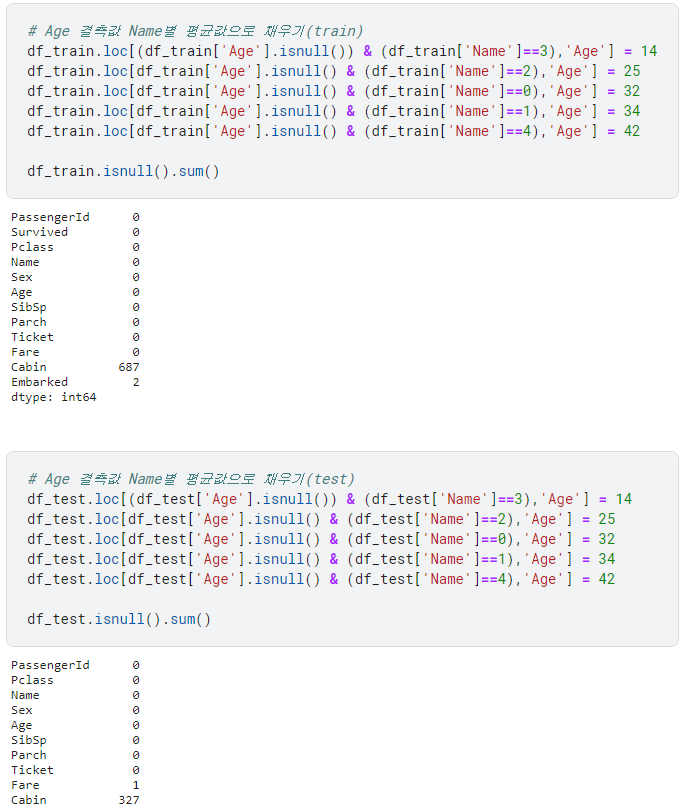 # Age 결측값 Name별 평균값으로 채우기(train)
df_train.loc[(df_train['Age'].isnull()) & (df_train['Name']==3),'Age'] = 14
df_train.loc[df_train['Age'].isnull() & (df_train['Name']==2),'Age'] = 25
df_train.loc[df_train['Age'].isnull() & (df_train['Name']==0),'Age'] = 32
df_train.loc[df_train['Age'].isnull() & (df_train['Name']==1),'Age'] = 34
df_train.loc[df_train['Age'].isnull() & (df_train['Name']==4),'Age'] = 42
df_train.isnull().sum()
PassengerId 0
Survived 0
Pclass 0
Name 0
Sex 0
Age 0
SibSp 0
Parch 0
Ticket 0
Fare 0
Cabin 687
Embarked 2
dtype: int64
# Age 결측값 Name별 평균값으로 채우기(test)
df_test.loc[(df_test['Age'].isnull()) & (df_test['Name']==3),'Age'] = 14
df_test.loc[df_test['Age'].isnull() & (df_test['Name']==2),'Age'] = 25
df_test.loc[df_test['Age'].isnull() & (df_test['Name']==0),'Age'] = 32
df_test.loc[df_test['Age'].isnull() & (df_test['Name']==1),'Age'] = 34
df_test.loc[df_test['Age'].isnull() & (df_test['Name']==4),'Age'] = 42
df_test.isnull().sum()
PassengerId 0
Pclass 0
Name 0
Sex 0
Age 0
SibSp 0
Parch 0
Ticket 0
Fare 1
Cabin 327